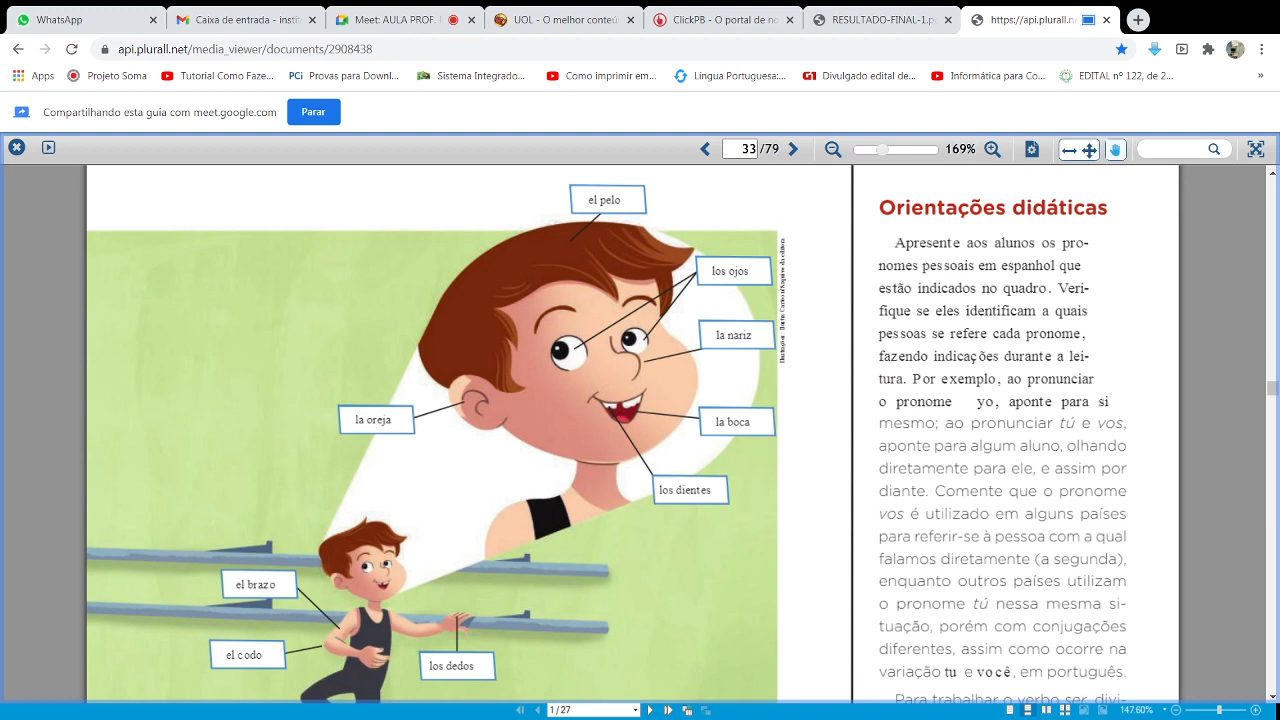 WhatsApp
Caixa de entrada - instit
Meet: AULA PROF. M
UOL - O melhor conteú
ClickPB - O portal de no
RESULTADO-FINAL-1.p
https://api.plurall.ne
api.plurall.net/media_viewer/documents/2908438
Apps
Projeto Soma
Tutorial Como Faze...
PCi Provas para Downl...
Sistema Integrado...
Como imprimir em...
Língua Portuguesa:...
G1 Divulgado edital de...
Informática para Co...
EDITAL nº 122, de 2...
»
Compartilhando esta guia com meet.google.com
Parar
33 /79
169%
el pelo
los ojos
la nariz
la oreja
la boca
los dientes
el brazo
el codo
los dedos
Orientações didáticas
Apresente aos alunos os pro-
nomes pessoais em espanhol que
estão indicados no quadro. Veri-
fique se eles identificam a quais
pessoas se refere cada pronome,
fazendo indicações durante a lei-
tura. Por exemplo, ao pronunciar
o pronome yo, aponte para si
mesmo; ao pronunciar tú e vos,
aponte para algum aluno, olhando
diretamente para ele, e assim por
diante. Comente que o pronome
vos é utilizado em alguns países
para referir-se à pessoa com a qual
falamos diretamente (a segunda),
enquanto outros países utilizam
o pronome tú nessa mesma si-
tuação, porém com conjugações
diferentes, assim como ocorre na
variação tu e você, em português.
Para trabalhar o verbo ser, divi-
1/27
147.60%